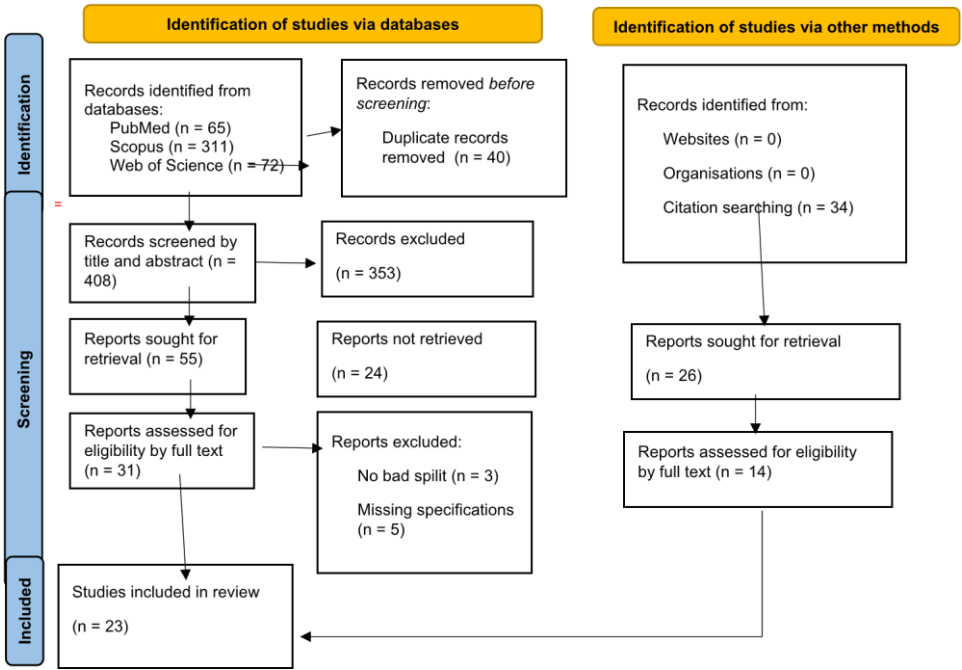 Identification of studies via databases
Identification of studies via other methods
Identification
Records identified from
databases:
PubMed (n = 65)
Scopus (n = 311)
Web of Science (n = 72)
Records removed before
screening:
Duplicate records
removed (n = 40)
Records identified from:
Websites (n = 0)
Organisations (n = 0)
Citation searching (n = 34)
=
Screening
Records screened by
title and abstract (n =
408)
Records excluded
(n = 353)
Reports sought for
retrieval (n = 55)
Reports not retrieved
(n = 24)
Reports sought for retrieval
(n = 26)
Reports assessed for
eligibility by full text
(n = 31)
Reports excluded:
No bad spilit (n = 3)
Missing specifications
(n = 5)
Reports assessed for eligibility
by full text (n = 14)
Included
Studies included in review
(n = 23)